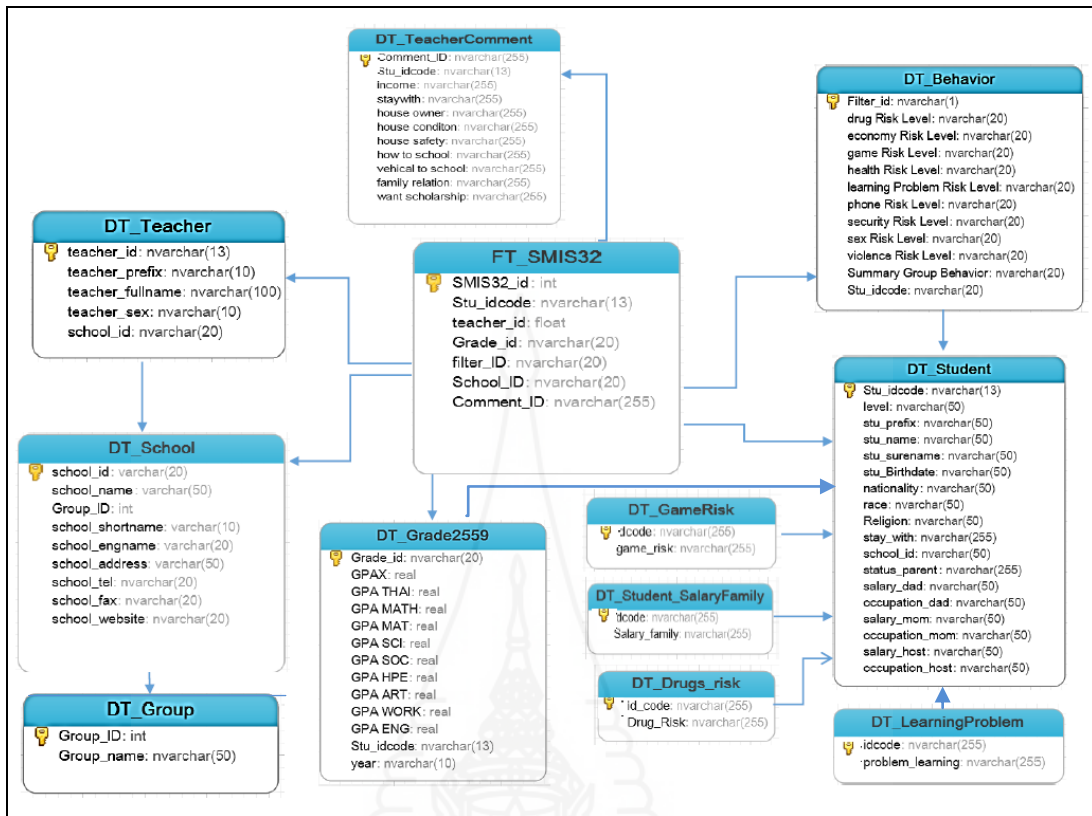 DT_TeacherComment
Comment_ID: nvarchar(255)
Stu_idcode: nvarchar(13)
income: nvarchar(255)
staywith: nvarchar(255)
house owner: nvarchar(255)
house conditon: nvarchar(255)
house safety: nvarchar(255)
how to school: nvarchar(255)
vehical to school: nvarchar(255)
family relation: nvarchar(255)
want scholarship: nvarchar(255)
DT_Behavior
Filter_id: nvarchar(1)
drug Risk Level: nvarchar(20)
economy Risk Level: nvarchar(20)
game Risk Level: nvarchar(20)
health Risk Level: nvarchar(20)
learning Problem Risk Level: nvarchar(20)
phone Risk Level: nvarchar(20)
security Risk Level: nvarchar(20)
sex Risk Level: nvarchar(20)
violence Risk Level: nvarchar(20)
Summary Group Behavior: nvarchar(20)
Stu_idcode: nvarchar(20)
DT_Teacher
teacher_id: nvarchar(13)
teacher_prefix: nvarchar(10)
teacher_fullname: nvarchar(100)
teacher_sex: nvarchar(10)
school_id: nvarchar(20)
FT_SMIS32
SMIS32_id: int
Stu_idcode: nvarchar(13)
teacher_id: float
Grade_id: nvarchar(20)
filter_ID: nvarchar(20)
School_ID: nvarchar(20)
Comment_ID: nvarchar(255)
DT_Student
Stu_idcode: nvarchar(13)
level: nvarchar(50)
stu_prefix: nvarchar(50)
stu_name: nvarchar(50)
stu_surename: nvarchar(50)
stu_Birthdate: nvarchar(50)
nationality: nvarchar(50)
race: nvarchar(50)
Religion: nvarchar(50)
stay_with: nvarchar(255)
school_id: nvarchar(50)
status_parent: nvarchar(255)
salary_dad: nvarchar(50)
occupation_dad: nvarchar(50)
salary_mom: nvarchar(50)
occupation_mom: nvarchar(50)
salary_host: nvarchar(50)
occupation_host: nvarchar(50)
DT_School
school_id: varchar(20)
school_name: varchar(50)
Group_ID: int
school_shortname: varchar(10)
school_engname: varchar(20)
school_address: varchar(50)
school_tel: nvarchar(20)
school_fax: nvarchar(20)
school_website: nvarchar(20)
DT_Grade2559
Grade_id: nvarchar(20)
GPAX: real
GPA THAI: real
GPA MATH: real
GPA MAT: real
GPA SCI: real
GPA SOC: real
GPA HPE: real
GPA ART: real
GPA WORK: real
GPA ENG: real
Stu_idcode: nvarchar(13)
year: nvarchar(10)
DT_GameRisk
idcode: nvarchar(255)
game_risk: nvarchar(255)
DT_Student_SalaryFamily
idcode: nvarchar(255)
Salary_family: nvarchar(255)
DT_Drugs_risk
id_code: nvarchar(255)
Drug_Risk: nvarchar(255)
DT_Group
Group_ID: int
Group_name: nvarchar(50)
DT_LearningProblem
idcode: nvarchar(255)
problem_learning: nvarchar(255)